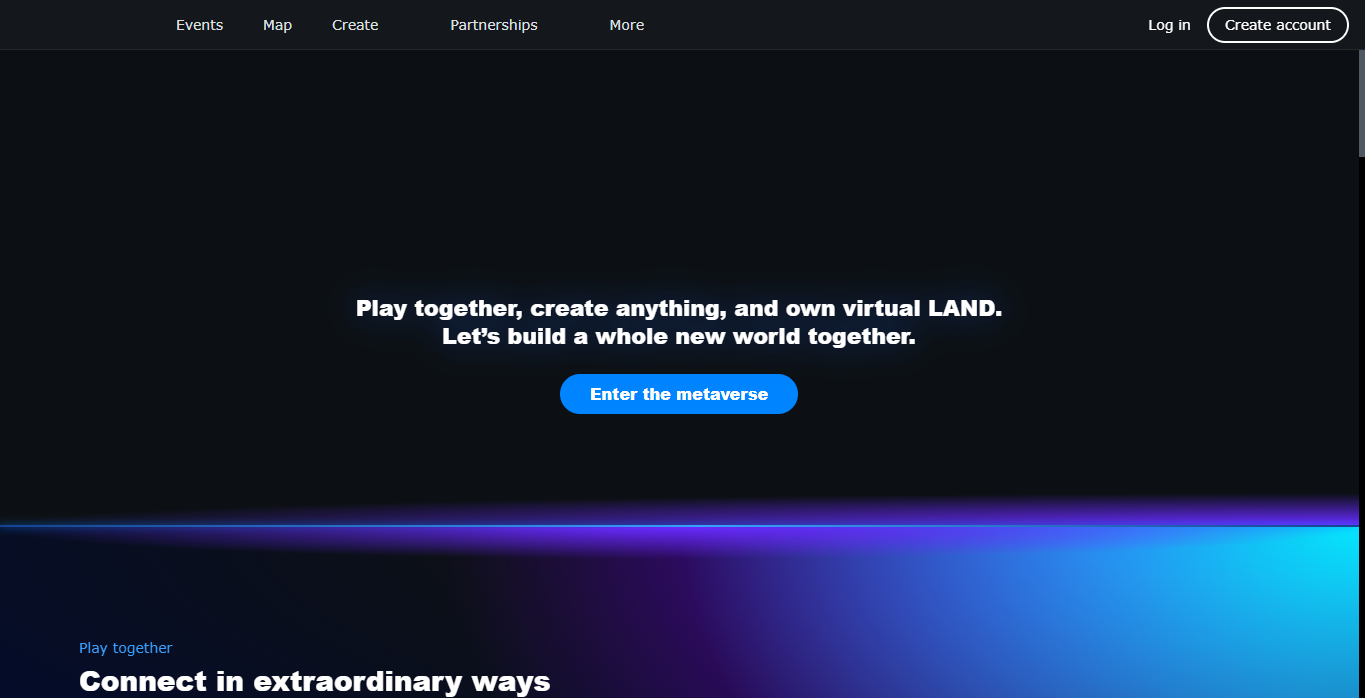 Events Map Create Partnerships More Log in Create account
Play together, create anything, and own virtual LAND.
Let’s build a whole new world together.
Enter the metaverse
Play together
Connect in extraordinary ways